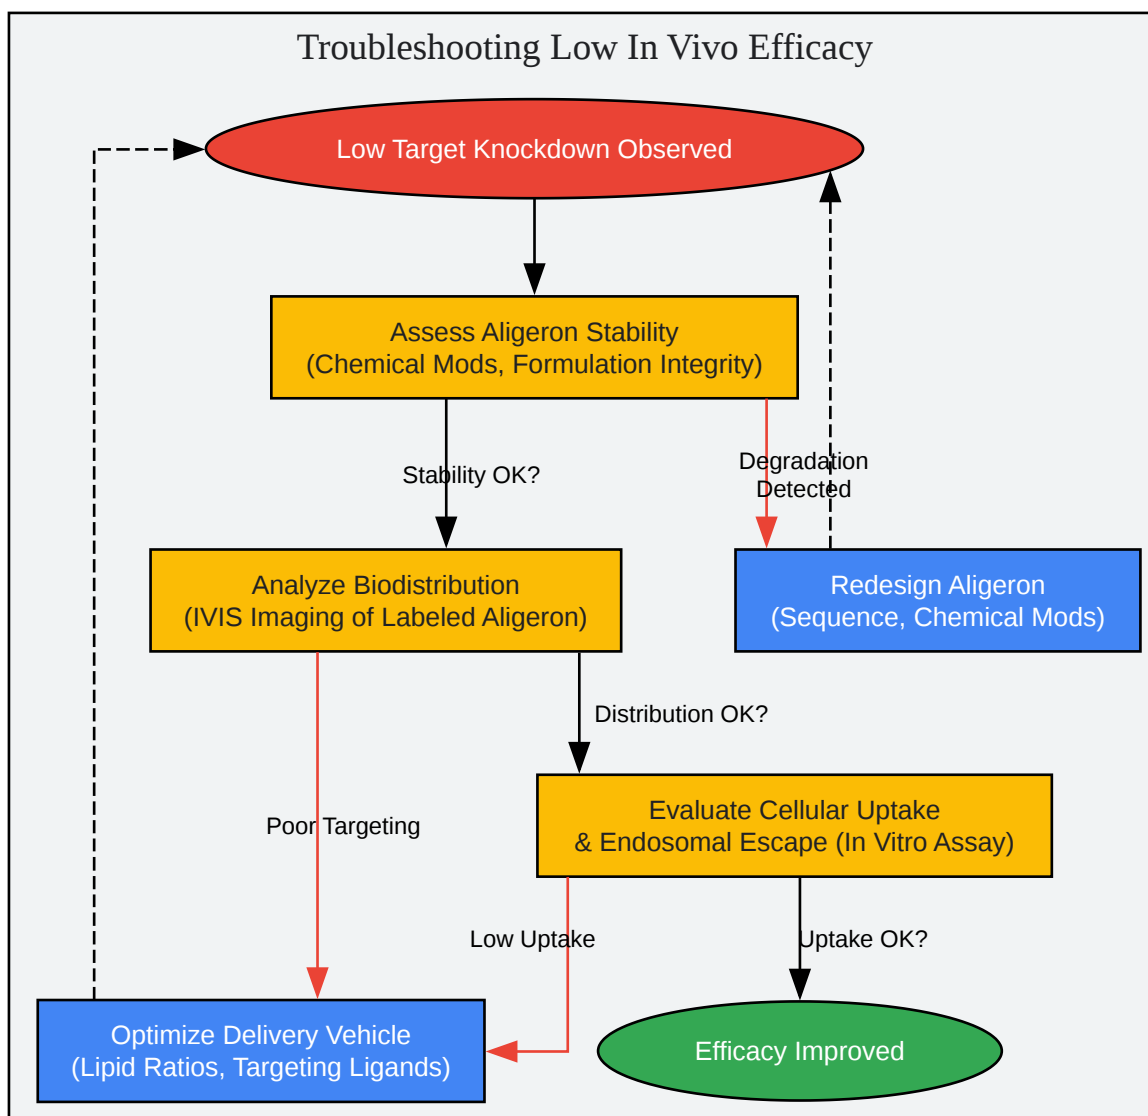 Troubleshooting Low In Vivo Efficacy
Low Target Knockdown Observed
Assess Aligeron Stability
(Chemical Mods, Formulation Integrity)
Stability OK?
Degradation
Detected
Analyze Biodistribution
(IVIS Imaging of Labeled Aligeron)
Redesign Aligeron
(Sequence, Chemical Mods)
Distribution OK?
Poor Targeting
Evaluate Cellular Uptake
& Endosomal Escape (In Vitro Assay)
Low Uptake
Uptake OK?
Optimize Delivery Vehicle
(Lipid Ratios, Targeting Ligands)
Efficacy Improved